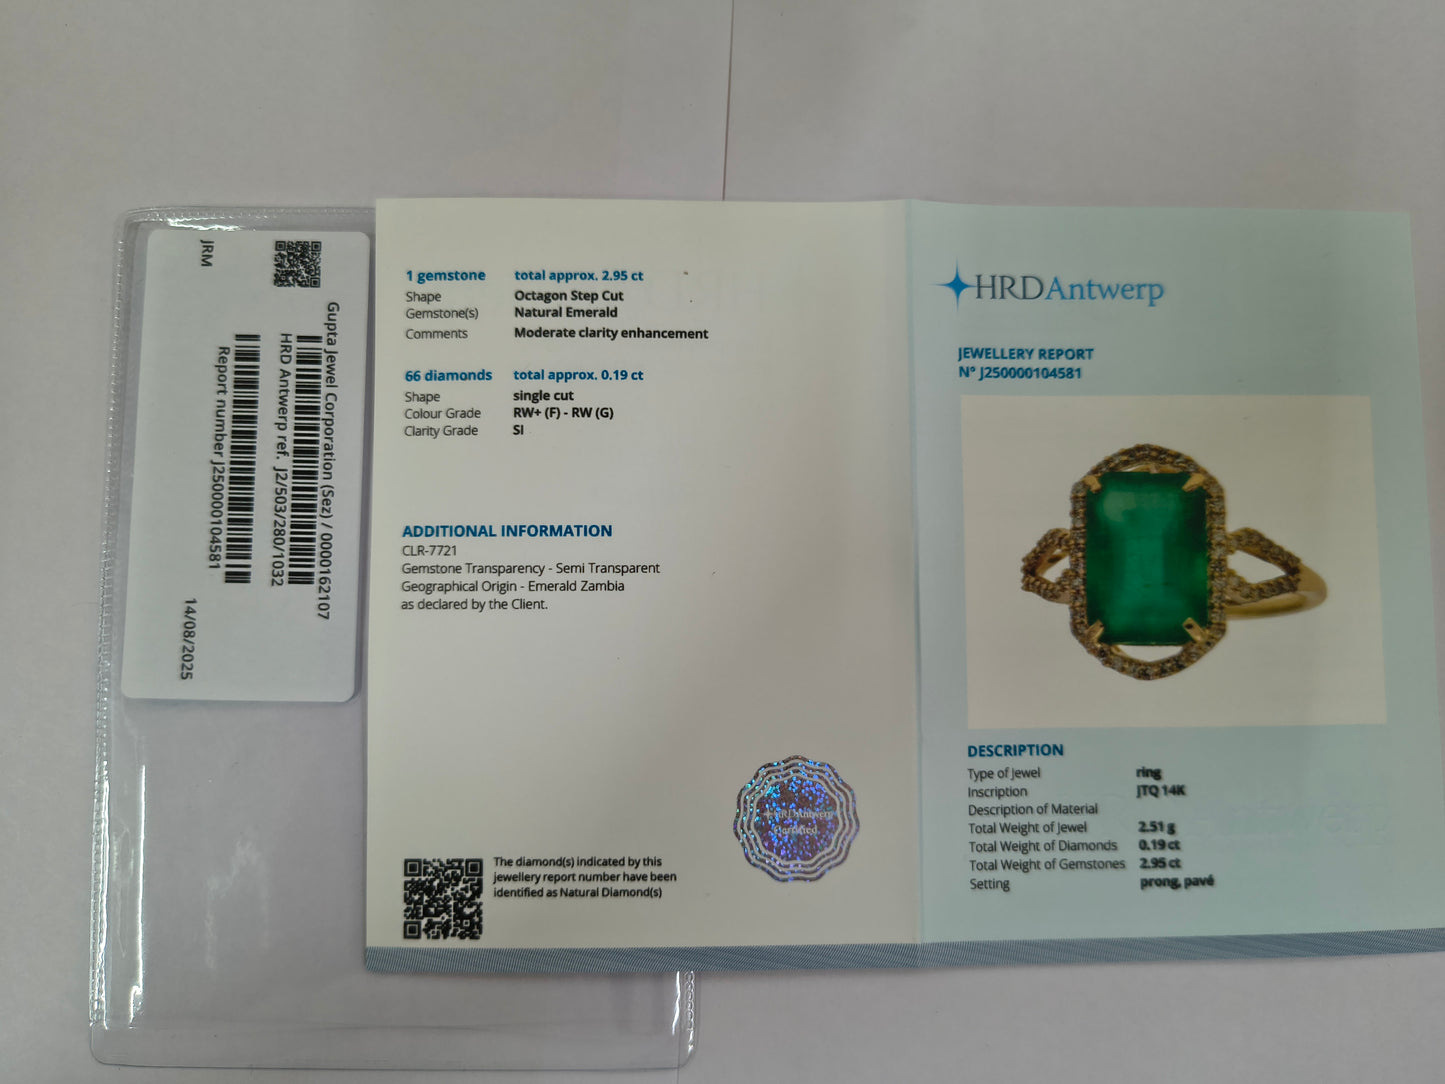 JRM
Gupta Jewel Corporation (Sez) / 0000162107
HRD Antwerp ref. J2/503/280/1032
Report number J250000104581
14/08/2025
1 gemstone total approx. 2.95 ct
Shape Octagon Step Cut
Gemstone(s) Natural Emerald
Comments Moderate clarity enhancement
66 diamonds total approx. 0.19 ct
Shape single cut
Colour Grade RW+ (F) - RW (G)
Clarity Grade SI
ADDITIONAL INFORMATION
CLR-7721
Gemstone Transparency - Semi Transparent
Geographical Origin - Emerald Zambia
as declared by the Client.
The diamond(s) indicated by this
jewellery report number have been
identified as Natural Diamond(s)
HRDAntwerp
Certified
HRDAntwerp
JEWELLERY REPORT
N° J250000104581
DESCRIPTION
Type of Jewel ring
Inscription JTQ 14K
Description of Material
Total Weight of Jewel 2.51 g
Total Weight of Diamonds 0.19 ct
Total Weight of Gemstones 2.95 ct
Setting prong, pavé